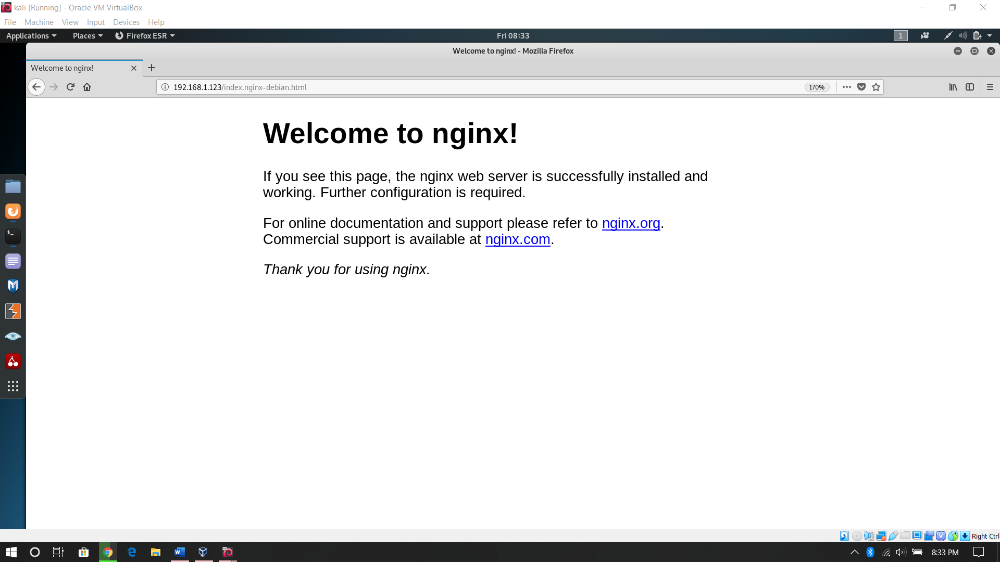 kali [Running] - Oracle VM VirtualBox
File Machine View Input Devices Help
Applications Places Firefox ESR Fri 08:33 1
Welcome to nginx! - Mozilla Firefox
Welcome to nginx!
192.168.1.123/index.nginx-debian.html 170%
Welcome to nginx!
If you see this page, the nginx web server is successfully installed and
working. Further configuration is required.
For online documentation and support please refer to nginx.org.
Commercial support is available at nginx.com.
Thank you for using nginx.
Right Ctrl
8:33 PM